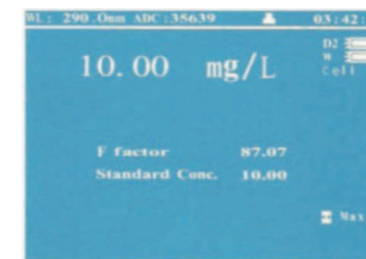 WL: 290.0nm ADC:35639 03:42:
10.00 mg/L
D2
W
Cell
F factor 87.07
Standard Conc. 10.00
Max